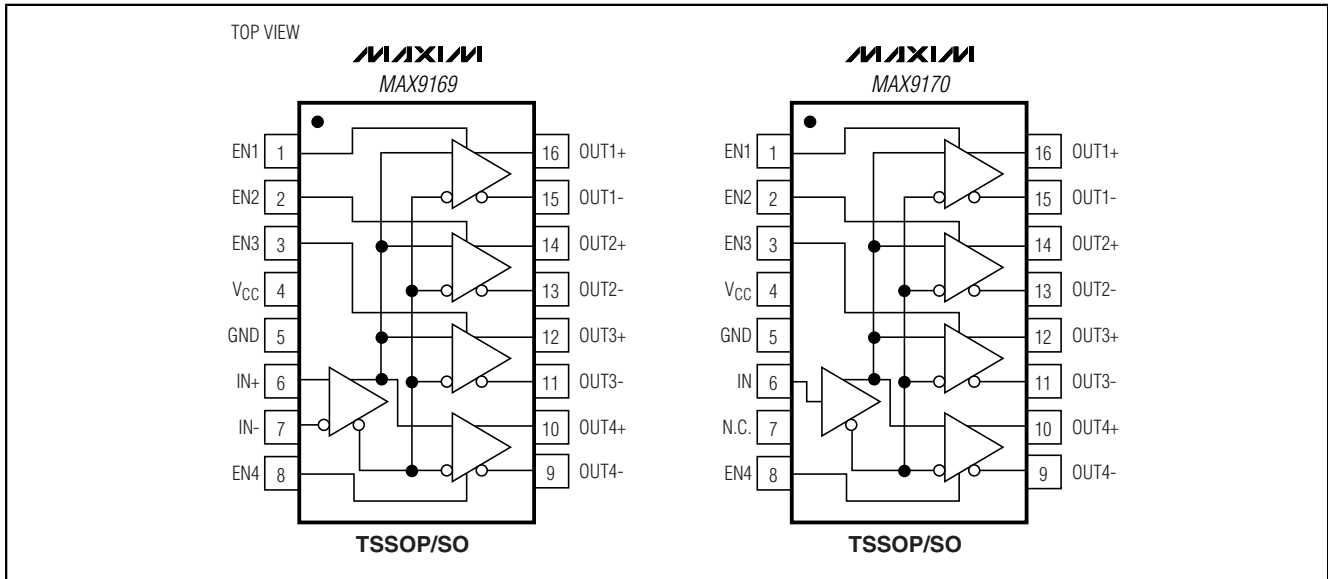 TOP VIEW
MAXIM
MAX9169
EN1 1
EN2 2
EN3 3
VCC 4
GND 5
IN+ 6
IN- 7
EN4 8
16 OUT1+
15 OUT1-
14 OUT2+
13 OUT2-
12 OUT3+
11 OUT3-
10 OUT4+
9 OUT4-
TSSOP/SO
MAXIM
MAX9170
EN1 1
EN2 2
EN3 3
VCC 4
GND 5
IN 6
N.C. 7
EN4 8
16 OUT1+
15 OUT1-
14 OUT2+
13 OUT2-
12 OUT3+
11 OUT3-
10 OUT4+
9 OUT4-
TSSOP/SO